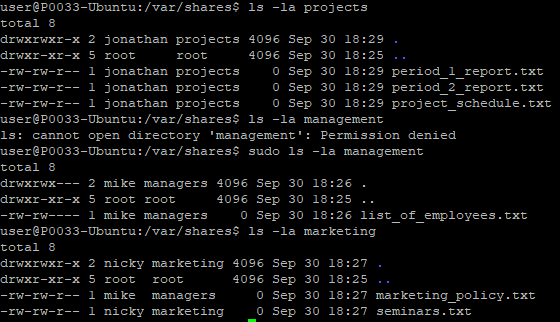 user@P0033-Ubuntu:/var/shares$ ls -la projects
total 8
drwxrwxr-x 2 jonathan projects 4096 Sep 30 18:29 .
drwxr-xr-x 5 root     root     4096 Sep 30 18:25 ..
-rw-rw-r-- 1 jonathan projects    0 Sep 30 18:29 period_1_report.txt
-rw-rw-r-- 1 jonathan projects    0 Sep 30 18:29 period_2_report.txt
-rw-rw-r-- 1 jonathan projects    0 Sep 30 18:29 project_schedule.txt
user@P0033-Ubuntu:/var/shares$ ls -la management
ls: cannot open directory 'management': Permission denied
user@P0033-Ubuntu:/var/shares$ sudo ls -la management
total 8
drwxrwx--- 2 mike managers 4096 Sep 30 18:26 .
drwxr-xr-x 5 root root     4096 Sep 30 18:25 ..
-rw-rw---- 1 mike managers    0 Sep 30 18:26 list_of_employees.txt
user@P0033-Ubuntu:/var/shares$ ls -la marketing
total 8
drwxrwxr-x 2 nicky marketing 4096 Sep 30 18:27 .
drwxr-xr-x 5 root  root      4096 Sep 30 18:25 ..
-rw-rw-r-- 1 mike  managers     0 Sep 30 18:27 marketing_policy.txt
-rw-rw-r-- 1 nicky marketing    0 Sep 30 18:27 seminars.txt